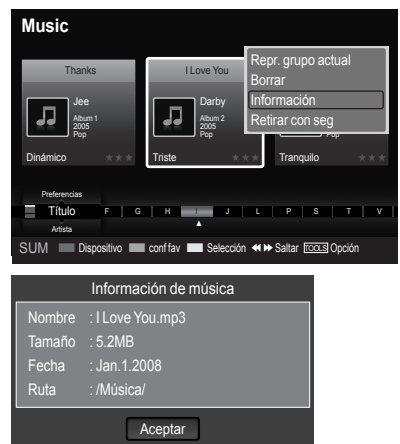 Music
Thanks
I Love You
Repr. grupo actual
Borrar
Información
Retirar con seg
Jee
Album 1
2005
Pop
Darby
Album 2
2005
Pop
Pop
Dinámico ★★★
Triste ★★★
Tranquilo ★★★
Preferencias
Título F G H I J L P S T V
Artista
SUM Dispositivo conf fav Selección Saltar TOOLS Opción
Información de música
Nombre : I Love You.mp3
Tamaño : 5.2MB
Fecha : Jan.1.2008
Ruta : /Música/
Aceptar